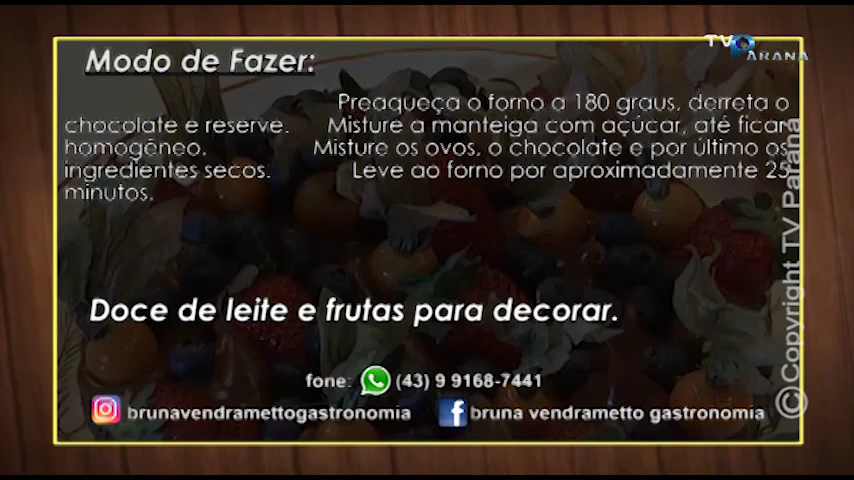 TV PARANÁ
Modo de Fazer:
Preaqueça o forno a 180 graus, derreta o
chocolate e reserve. Misture a manteiga com açúcar, até ficar
homogêneo. Misture os ovos, o chocolate e por último os
ingredientes secos. Leve ao forno por aproximadamente 25
minutos.
Doce de leite e frutas para decorar.
fone: (43) 9 9168-7441
brunavendramettogastronomia
bruna vendrametto gastronomia
© Copyright TV Paraná